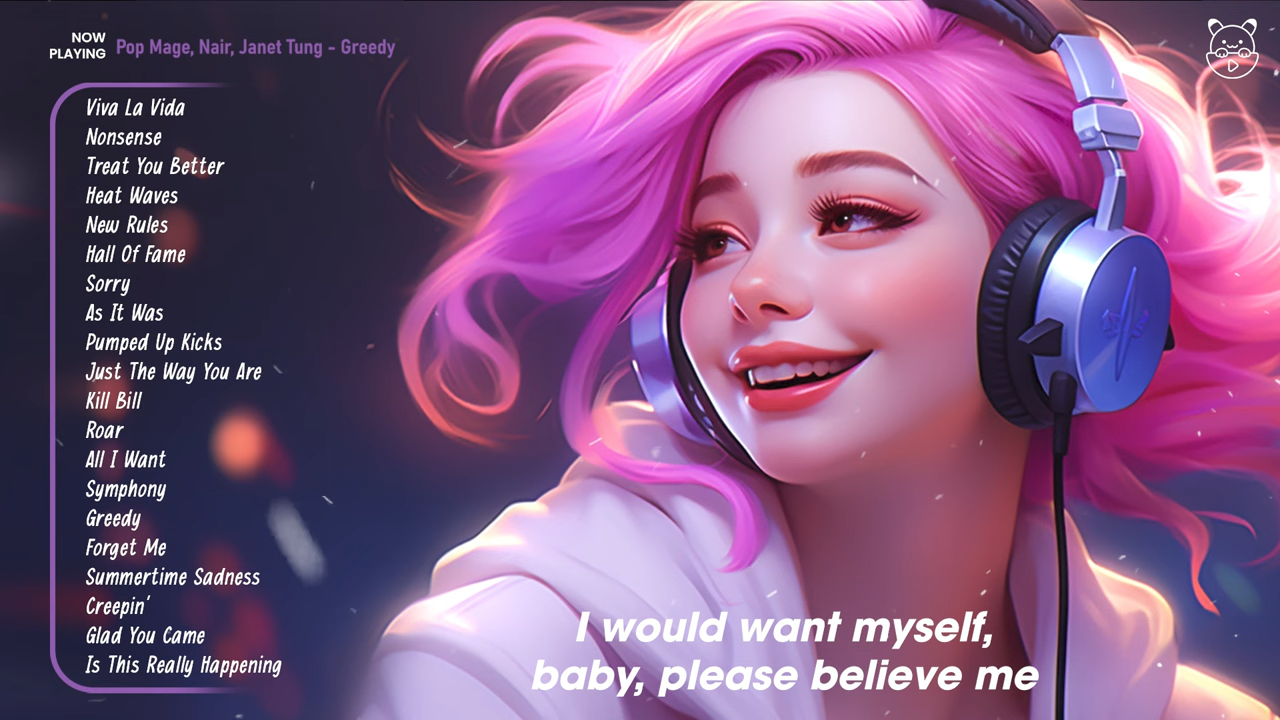 NOW
PLAYING
Pop Mage, Nair, Janet Tung - Greedy
Viva La Vida
Nonsense
Treat You Better
Heat Waves
New Rules
Hall Of Fame
Sorry
As It Was
Pumped Up Kicks
Just The Way You Are
Kill Bill
Roar
All I Want
Symphony
Greedy
Forget Me
Summertime Sadness
Creepin'
Glad You Came
Is This Really Happening
I would want myself,
baby, please believe me